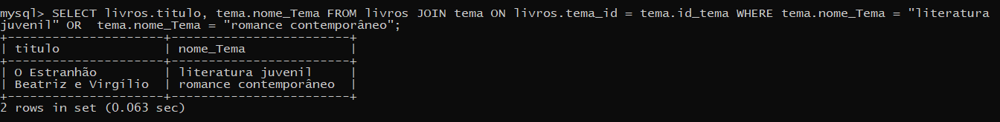 mysql> SELECT livros.titulo, tema.nome_Tema FROM livros JOIN tema ON livros.tema_id = tema.id_tema WHERE tema.nome_Tema = "literatura
juvenil" OR  tema.nome_Tema = "romance contemporâneo";
+---------------------+------------------------+
| titulo              | nome_Tema              |
+---------------------+------------------------+
| O Estranhão         | literatura juvenil     |
| Beatriz e Virgílio  | romance contemporâneo  |
+---------------------+------------------------+
2 rows in set (0.063 sec)